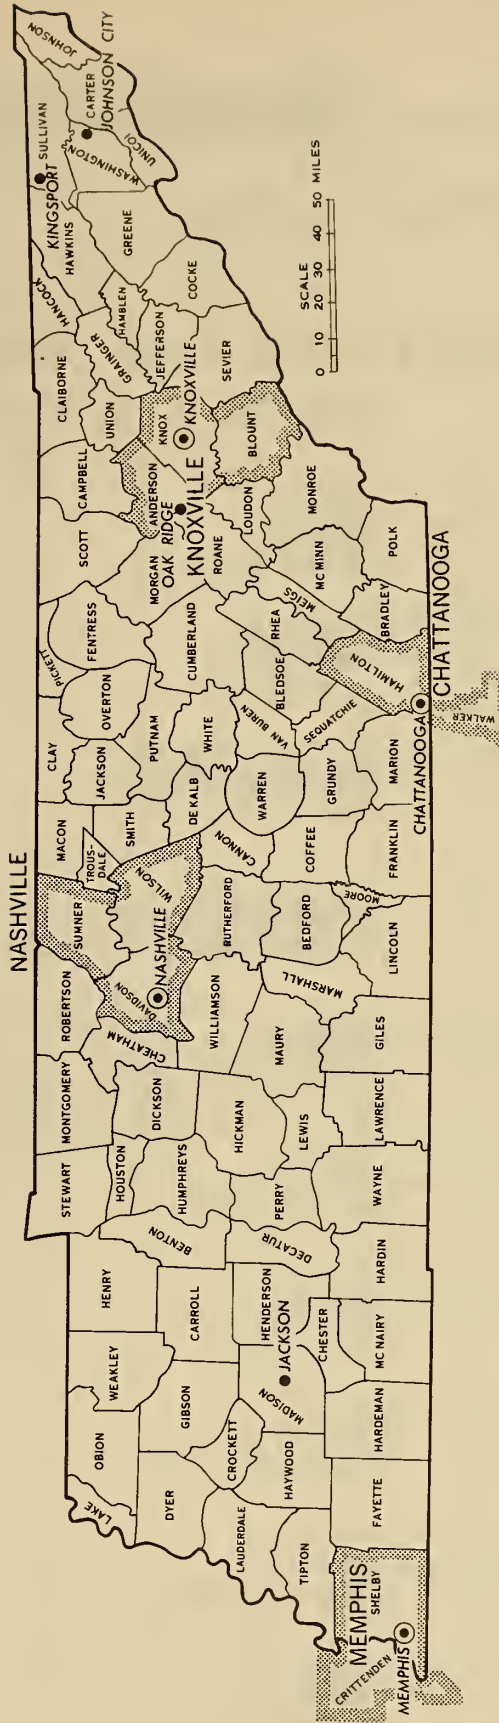 NASHVILLE
CHATTANOOGA
KNOXVILLE
MEMPHIS
LAKE
OBION
WEAKLEY
HENRY
STEWART
MONTGOMERY
ROBERTSON
SUMNER
MACON
CLAY
PICKETT
FENTRESS
SCOTT
CAMPBELL
CLAIBORNE
HANCOCK
HAWKINS
KINGSPORT
SULLIVAN
JOHNSON
CARTER
JOHNSON CITY
UNICOI
WASHINGTON
GREENE
HAMBLEN
GRAINGER
UNION
COCKE
JEFFERSON
SEVIER
KNOX
KNOXVILLE
BLOUNT
ANDERSON
OAK RIDGE
MORGAN
ROANE
LOUDON
MONROE
MC MINN
MEIGS
POLK
BRADLEY
RHEA
CUMBERLAND
BLEDSOE
HAMILTON
CHATTANOOGA
WALKER
SEQUATCHIE
VAN BUREN
WHITE
PUTNAM
OVERTON
JACKSON
TROUS-
DALE
SMITH
DE KALB
WARREN
GRUNDY
MARION
FRANKLIN
COFFEE
CANNON
WILSON
DAVIDSON
NASHVILLE
RUTHERFORD
BEDFORD
MOORE
LINCOLN
MARSHALL
WILLIAMSON
CHEATHAM
DICKSON
HOUSTON
HUMPHREYS
HICKMAN
MAURY
GILES
LEWIS
LAWRENCE
PERRY
WAYNE
BENTON
DECATUR
HARDIN
CARROLL
HENDERSON
CHESTER
MC NAIRY
GIBSON
JACKSON
MADISON
HARDEMAN
CROCKETT
HAYWOOD
DYER
LAUDERDALE
TIPTON
FAYETTE
SHELBY
CRITTENDEN
MEMPHIS
SCALE
0 10 20 30 40 50 MILES